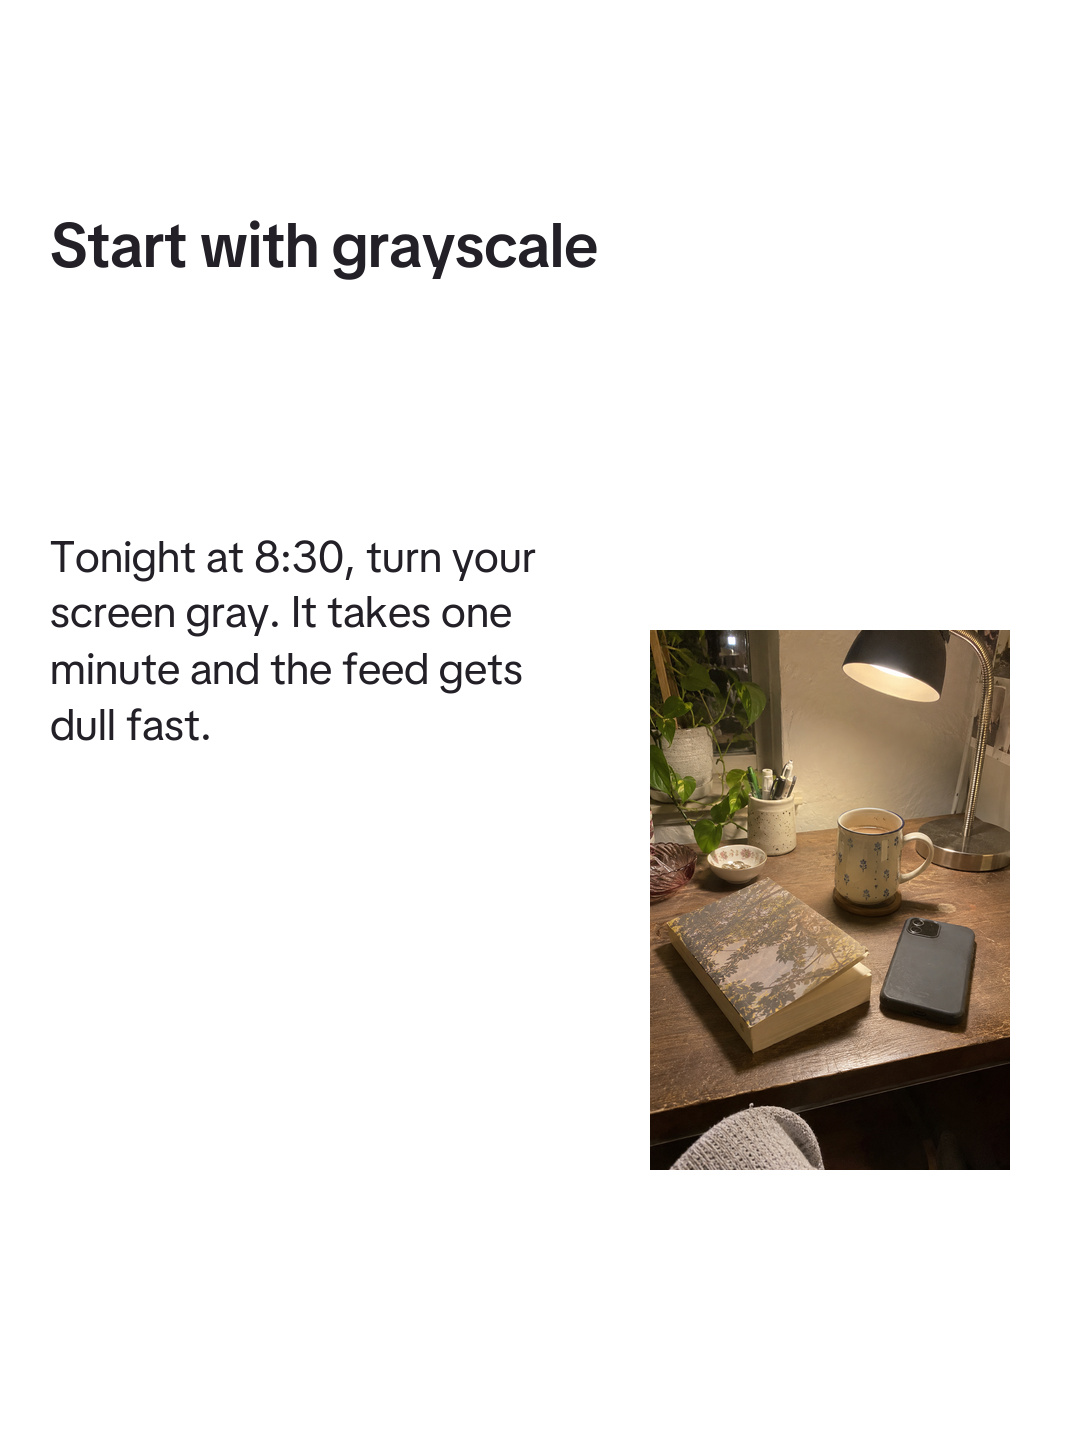 Start with grayscale
Tonight at 8:30, turn your
screen gray. It takes one
minute and the feed gets
dull fast.